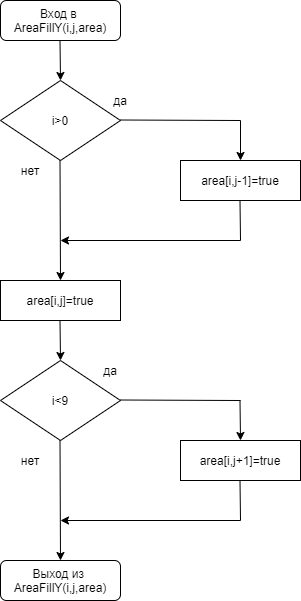 Вход в
AreaFillY(i,j,area)
да
i>0
нет
area[i,j-1]=true
area[i,j]=true
да
i<9
нет
area[i,j+1]=true
Выход из
AreaFillY(i,j,area)